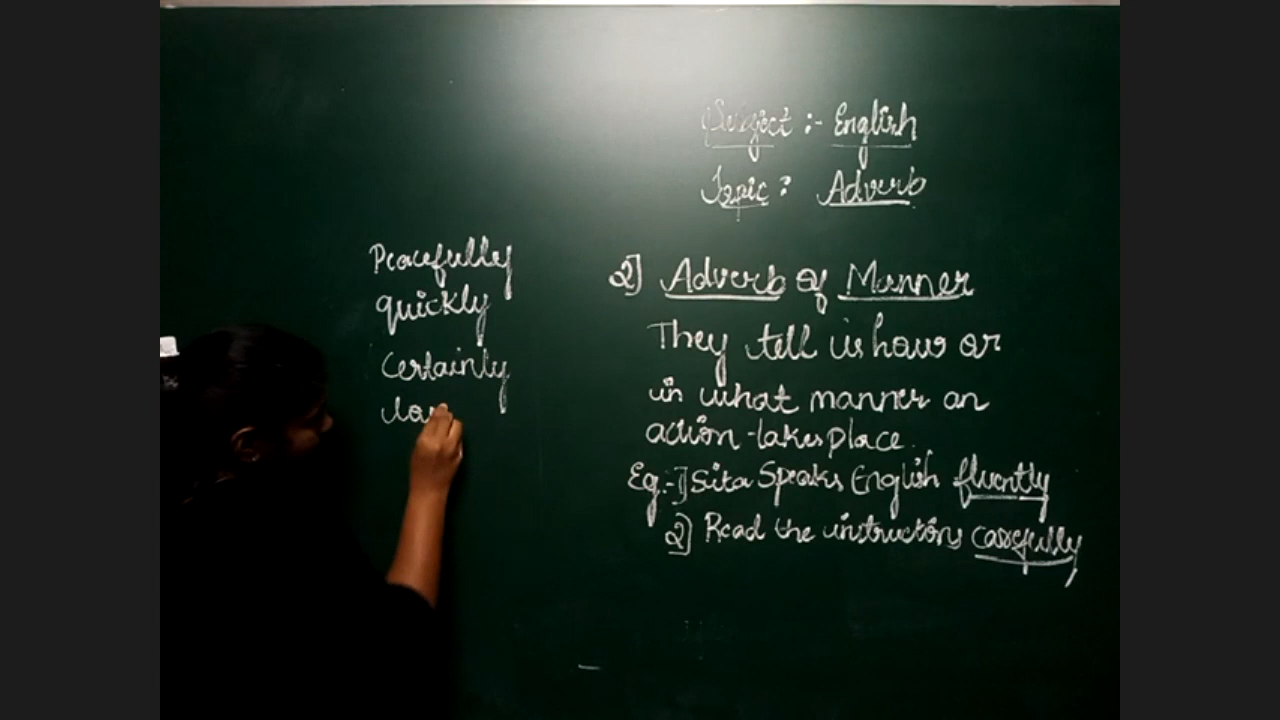 Subject :- English
Topic : Adverb
2] Adverb of Manner
They tell us how or
in what manner an
action takes place.
Eg:- 1] Sita Speaks English fluently
2] Read the instructions carefully,
Peacefully
quickly
Certainly